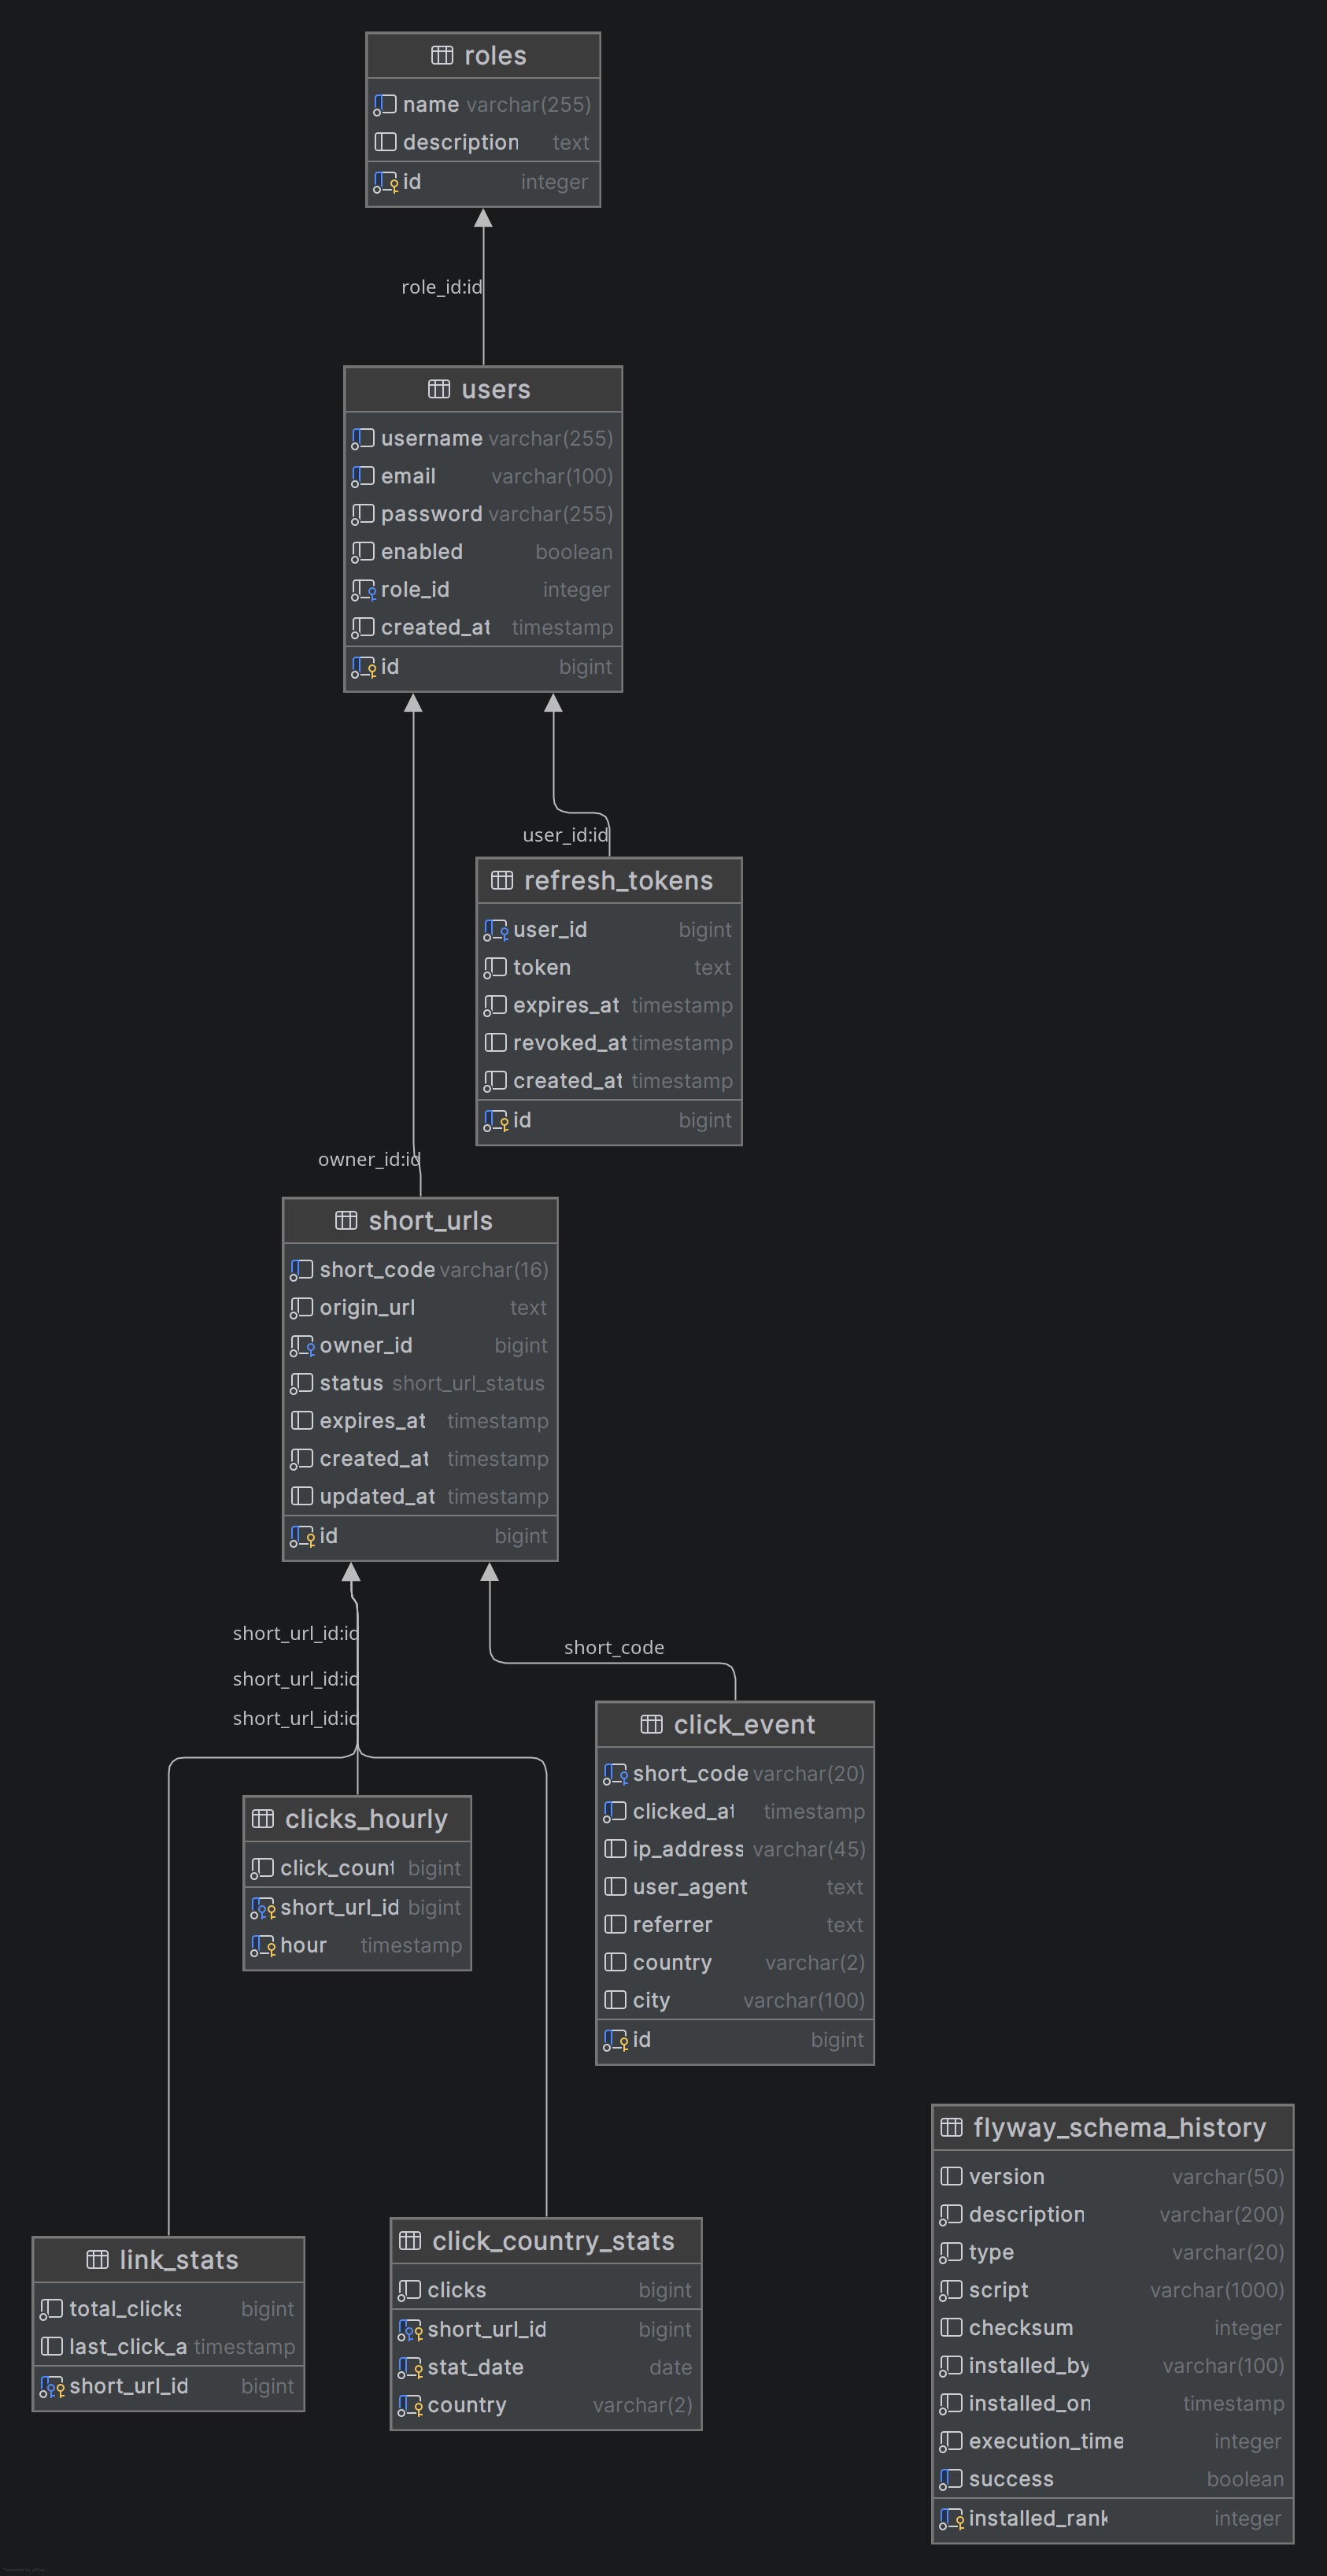 roles
name varchar(255)
description text
id integer
role_id:id
users
username varchar(255)
email varchar(100)
password varchar(255)
enabled boolean
role_id integer
created_at timestamp
id bigint
user_id:id
refresh_tokens
user_id bigint
token text
expires_at timestamp
revoked_at timestamp
created_at timestamp
id bigint
owner_id:id
short_urls
short_code varchar(16)
origin_url text
owner_id bigint
status short_url_status
expires_at timestamp
created_at timestamp
updated_at timestamp
id bigint
short_url_id:id
short_url_id:id
short_url_id:id
short_code
click_event
short_code varchar(20)
clicked_at timestamp
ip_address varchar(45)
user_agent text
referrer text
country varchar(2)
city varchar(100)
id bigint
clicks_hourly
click_count bigint
short_url_id bigint
hour timestamp
flyway_schema_history
version varchar(50)
description varchar(200)
type varchar(20)
script varchar(1000)
checksum integer
installed_by varchar(100)
installed_on timestamp
execution_time integer
success boolean
installed_rank integer
link_stats
total_clicks bigint
last_click_a timestamp
short_url_id bigint
click_country_stats
clicks bigint
short_url_id bigint
stat_date date
country varchar(2)